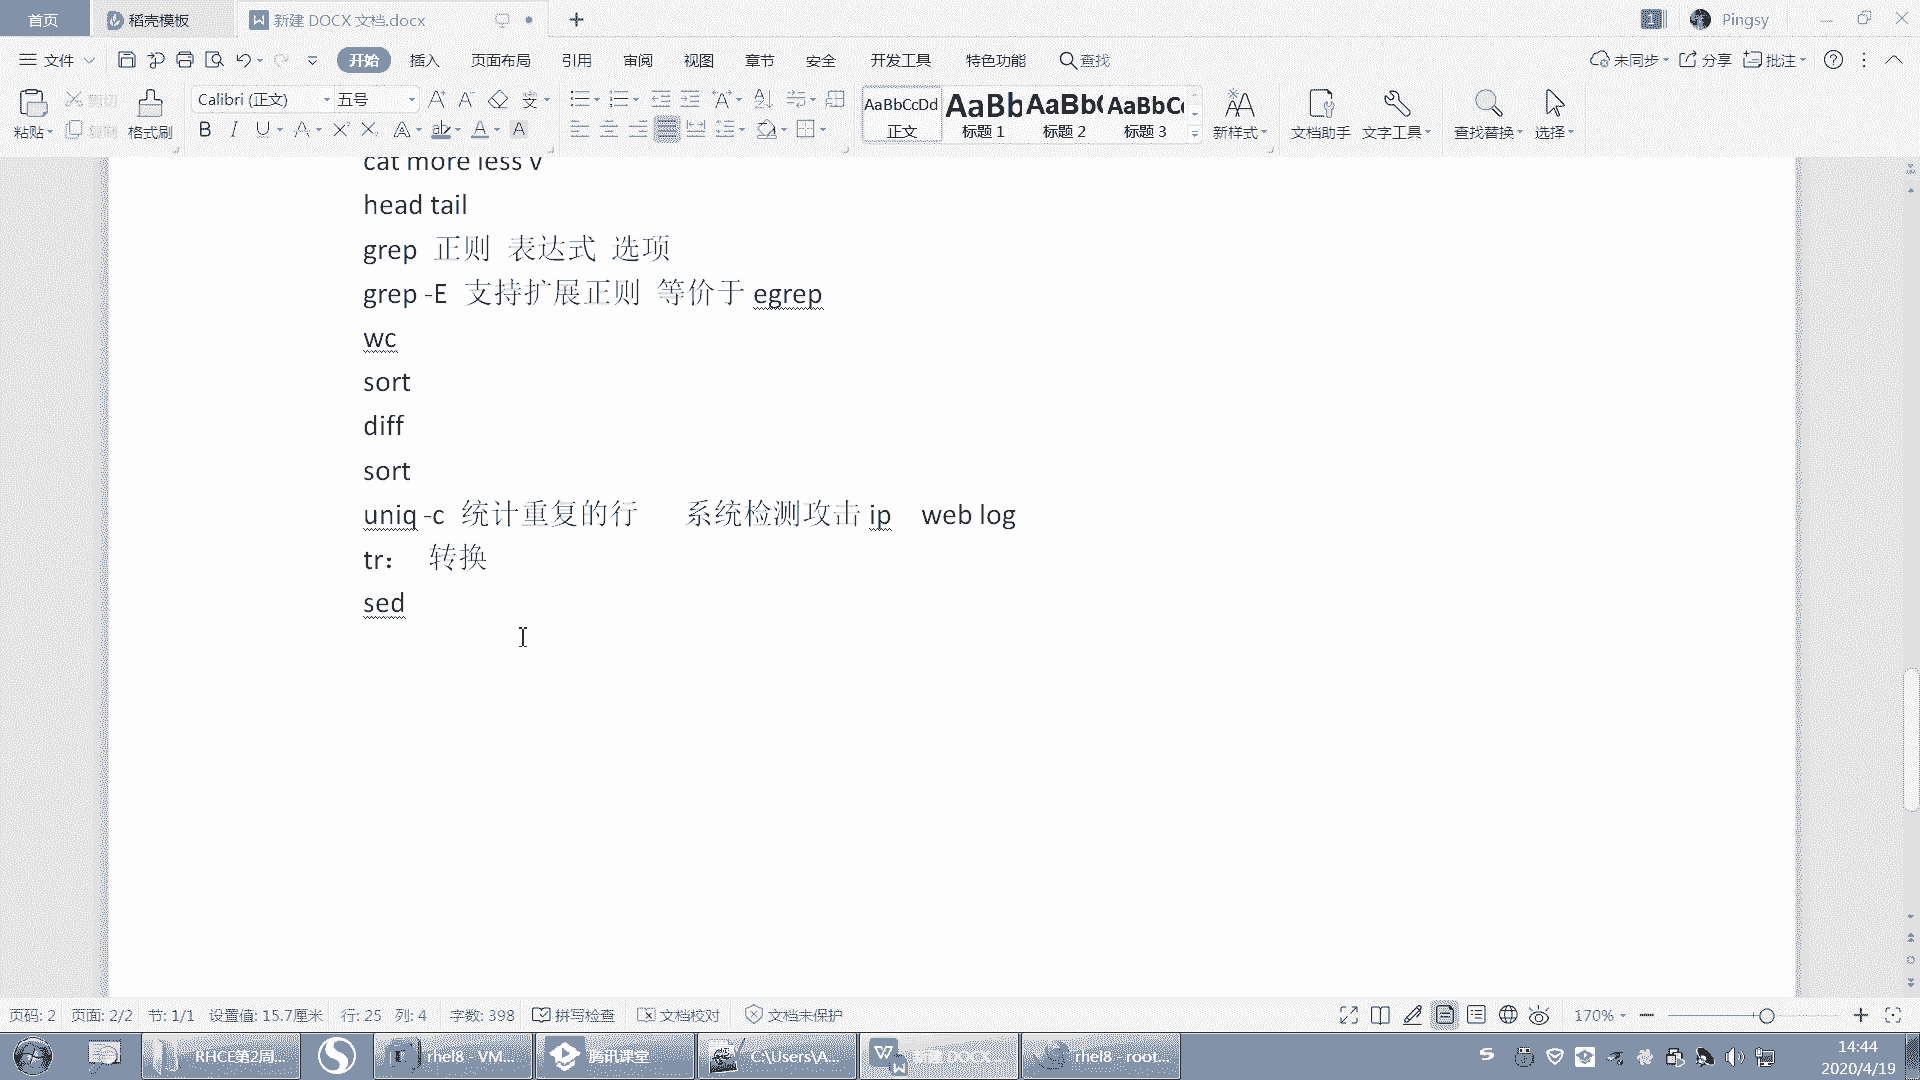 首页 稻壳模板 新建 DOCX 文档.docx Pingsy
文件 开始 插入 页面布局 引用 审阅 视图 章节 安全 开发工具 特色功能 查找 未同步 分享 批注
粘贴 剪切 复制 格式刷 Calibri (正文) 五号
AaBbCcDd AaBb AaBb( AaBbC
正文 标题 1 标题 2 标题 3 新样式 文档助手 文字工具 查找替换 选择
cat more less v
head tail
grep 正则 表达式 选项
grep -E 支持扩展正则 等价于 egrep
wc
sort
diff
sort
uniq -c 统计重复的行 系统检测攻击 ip web log
tr： 转换
sed
页码: 2 页面: 2/2 节: 1/1 设置值: 15.7厘米 行: 25 列: 4 字数: 398 拼写检查 文档校对 文档未保护 170%
RHCE第2周... rhel8 - VM... 腾讯课堂 C:\Users\A... 新建 DOCX... rhel8 - root...
14:44
2020/4/19